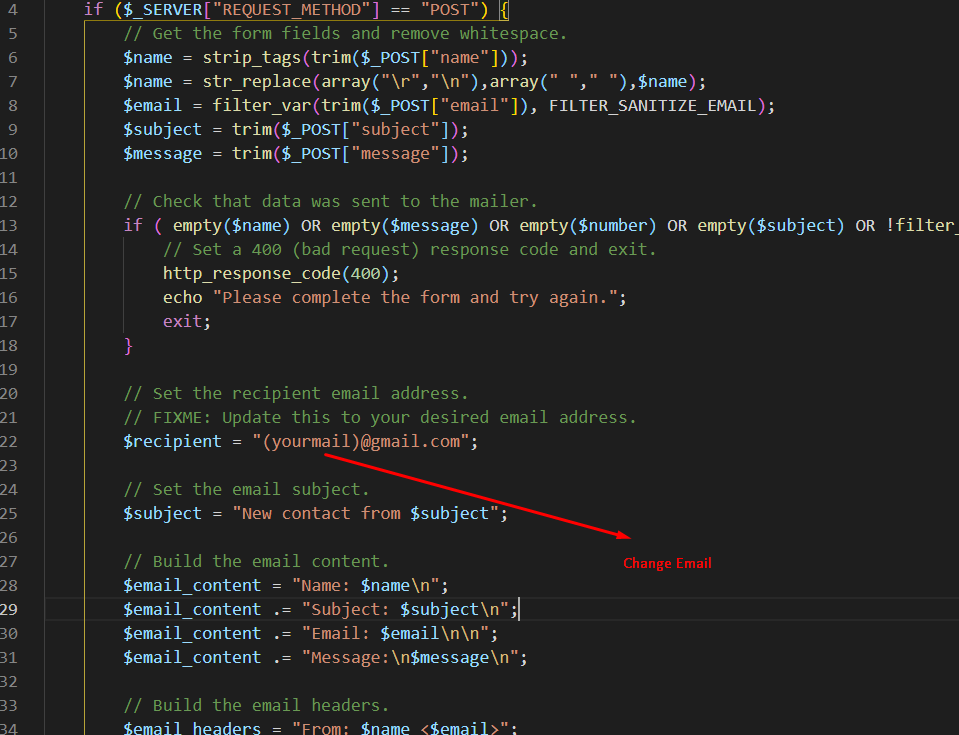 4 if ($_SERVER["REQUEST_METHOD"] == "POST") {
5 // Get the form fields and remove whitespace.
6 $name = strip_tags(trim($_POST["name"]));
7 $name = str_replace(array("\r","\n"),array(" "," "),$name);
8 $email = filter_var(trim($_POST["email"]), FILTER_SANITIZE_EMAIL);
9 $subject = trim($_POST["subject"]);
10 $message = trim($_POST["message"]);
11
12 // Check that data was sent to the mailer.
13 if ( empty($name) OR empty($message) OR empty($number) OR empty($subject) OR !filter_
14 // Set a 400 (bad request) response code and exit.
15 http_response_code(400);
16 echo "Please complete the form and try again.";
17 exit;
18 }
19
20 // Set the recipient email address.
21 // FIXME: Update this to your desired email address.
22 $recipient = "(yourmail)@gmail.com";
23
24 // Set the email subject.
25 $subject = "New contact from $subject";
26
27 // Build the email content.
Change Email
28 $email_content = "Name: $name\n";
29 $email_content .= "Subject: $subject\n";
30 $email_content .= "Email: $email\n\n";
31 $email_content .= "Message:\n$message\n";
32
33 // Build the email headers.
34 $email_headers = "From: $name <$email>";